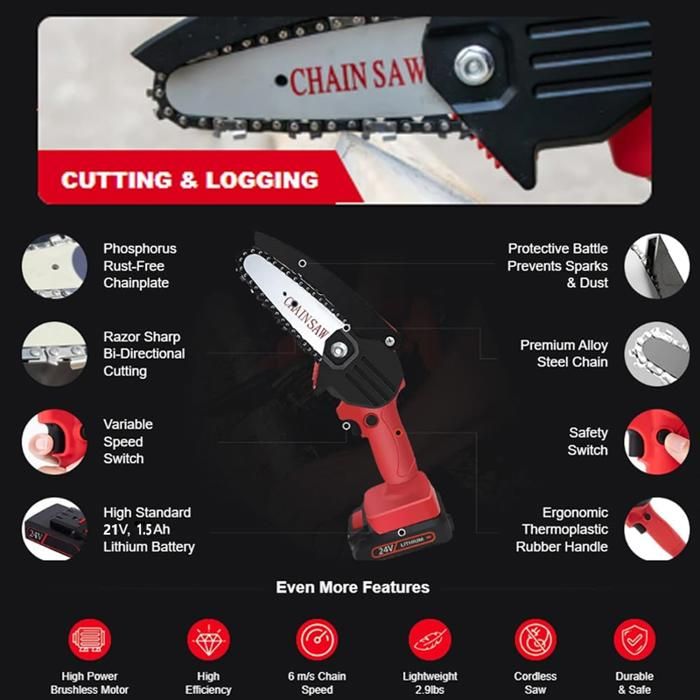 CHAIN SAW
CUTTING & LOGGING
Phosphorus
Rust-Free
Chainplate
Protective Battle
Prevents Sparks
& Dust
CHAINSAW
Razor Sharp
Bi-Directional
Cutting
Premium Alloy
Steel Chain
Variable
Speed
Switch
Safety
Switch
High Standard
21V, 1.5Ah
Lithium Battery
24V
24V LITHIUM
Ergonomic
Thermoplastic
Rubber Handle
Even More Features
High Power
Brushless Motor
High
Efficiency
6 m/s Chain
Speed
Lightweight
2.9lbs
Cordless
Saw
Durable
& Safe